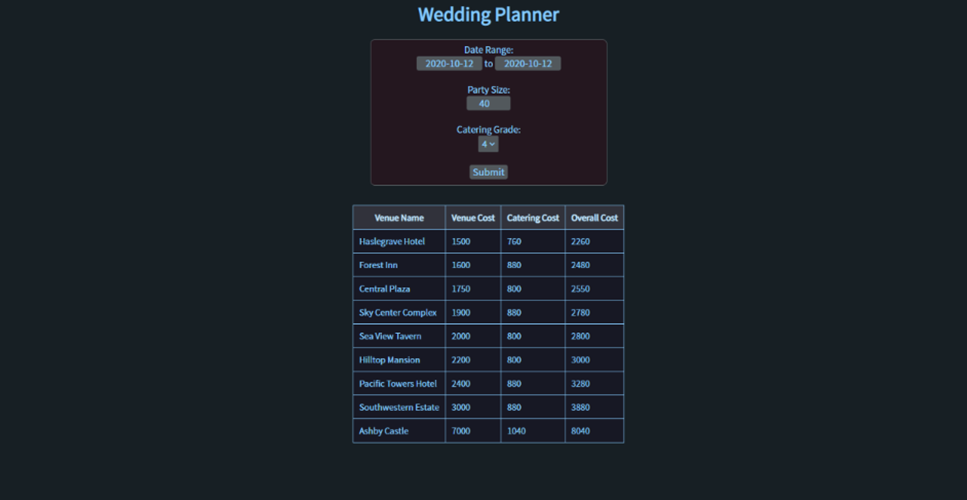 Wedding Planner
Date Range:
2020-10-12 to 2020-10-12
Party Size:
40
Catering Grade:
4
Submit
Venue Name Venue Cost Catering Cost Overall Cost
Haslegrave Hotel 1500 760 2260
Forest Inn 1600 880 2480
Central Plaza 1750 800 2550
Sky Center Complex 1900 880 2780
Sea View Tavern 2000 800 2800
Hilltop Mansion 2200 800 3000
Pacific Towers Hotel 2400 880 3280
Southwestern Estate 3000 880 3880
Ashby Castle 7000 1040 8040